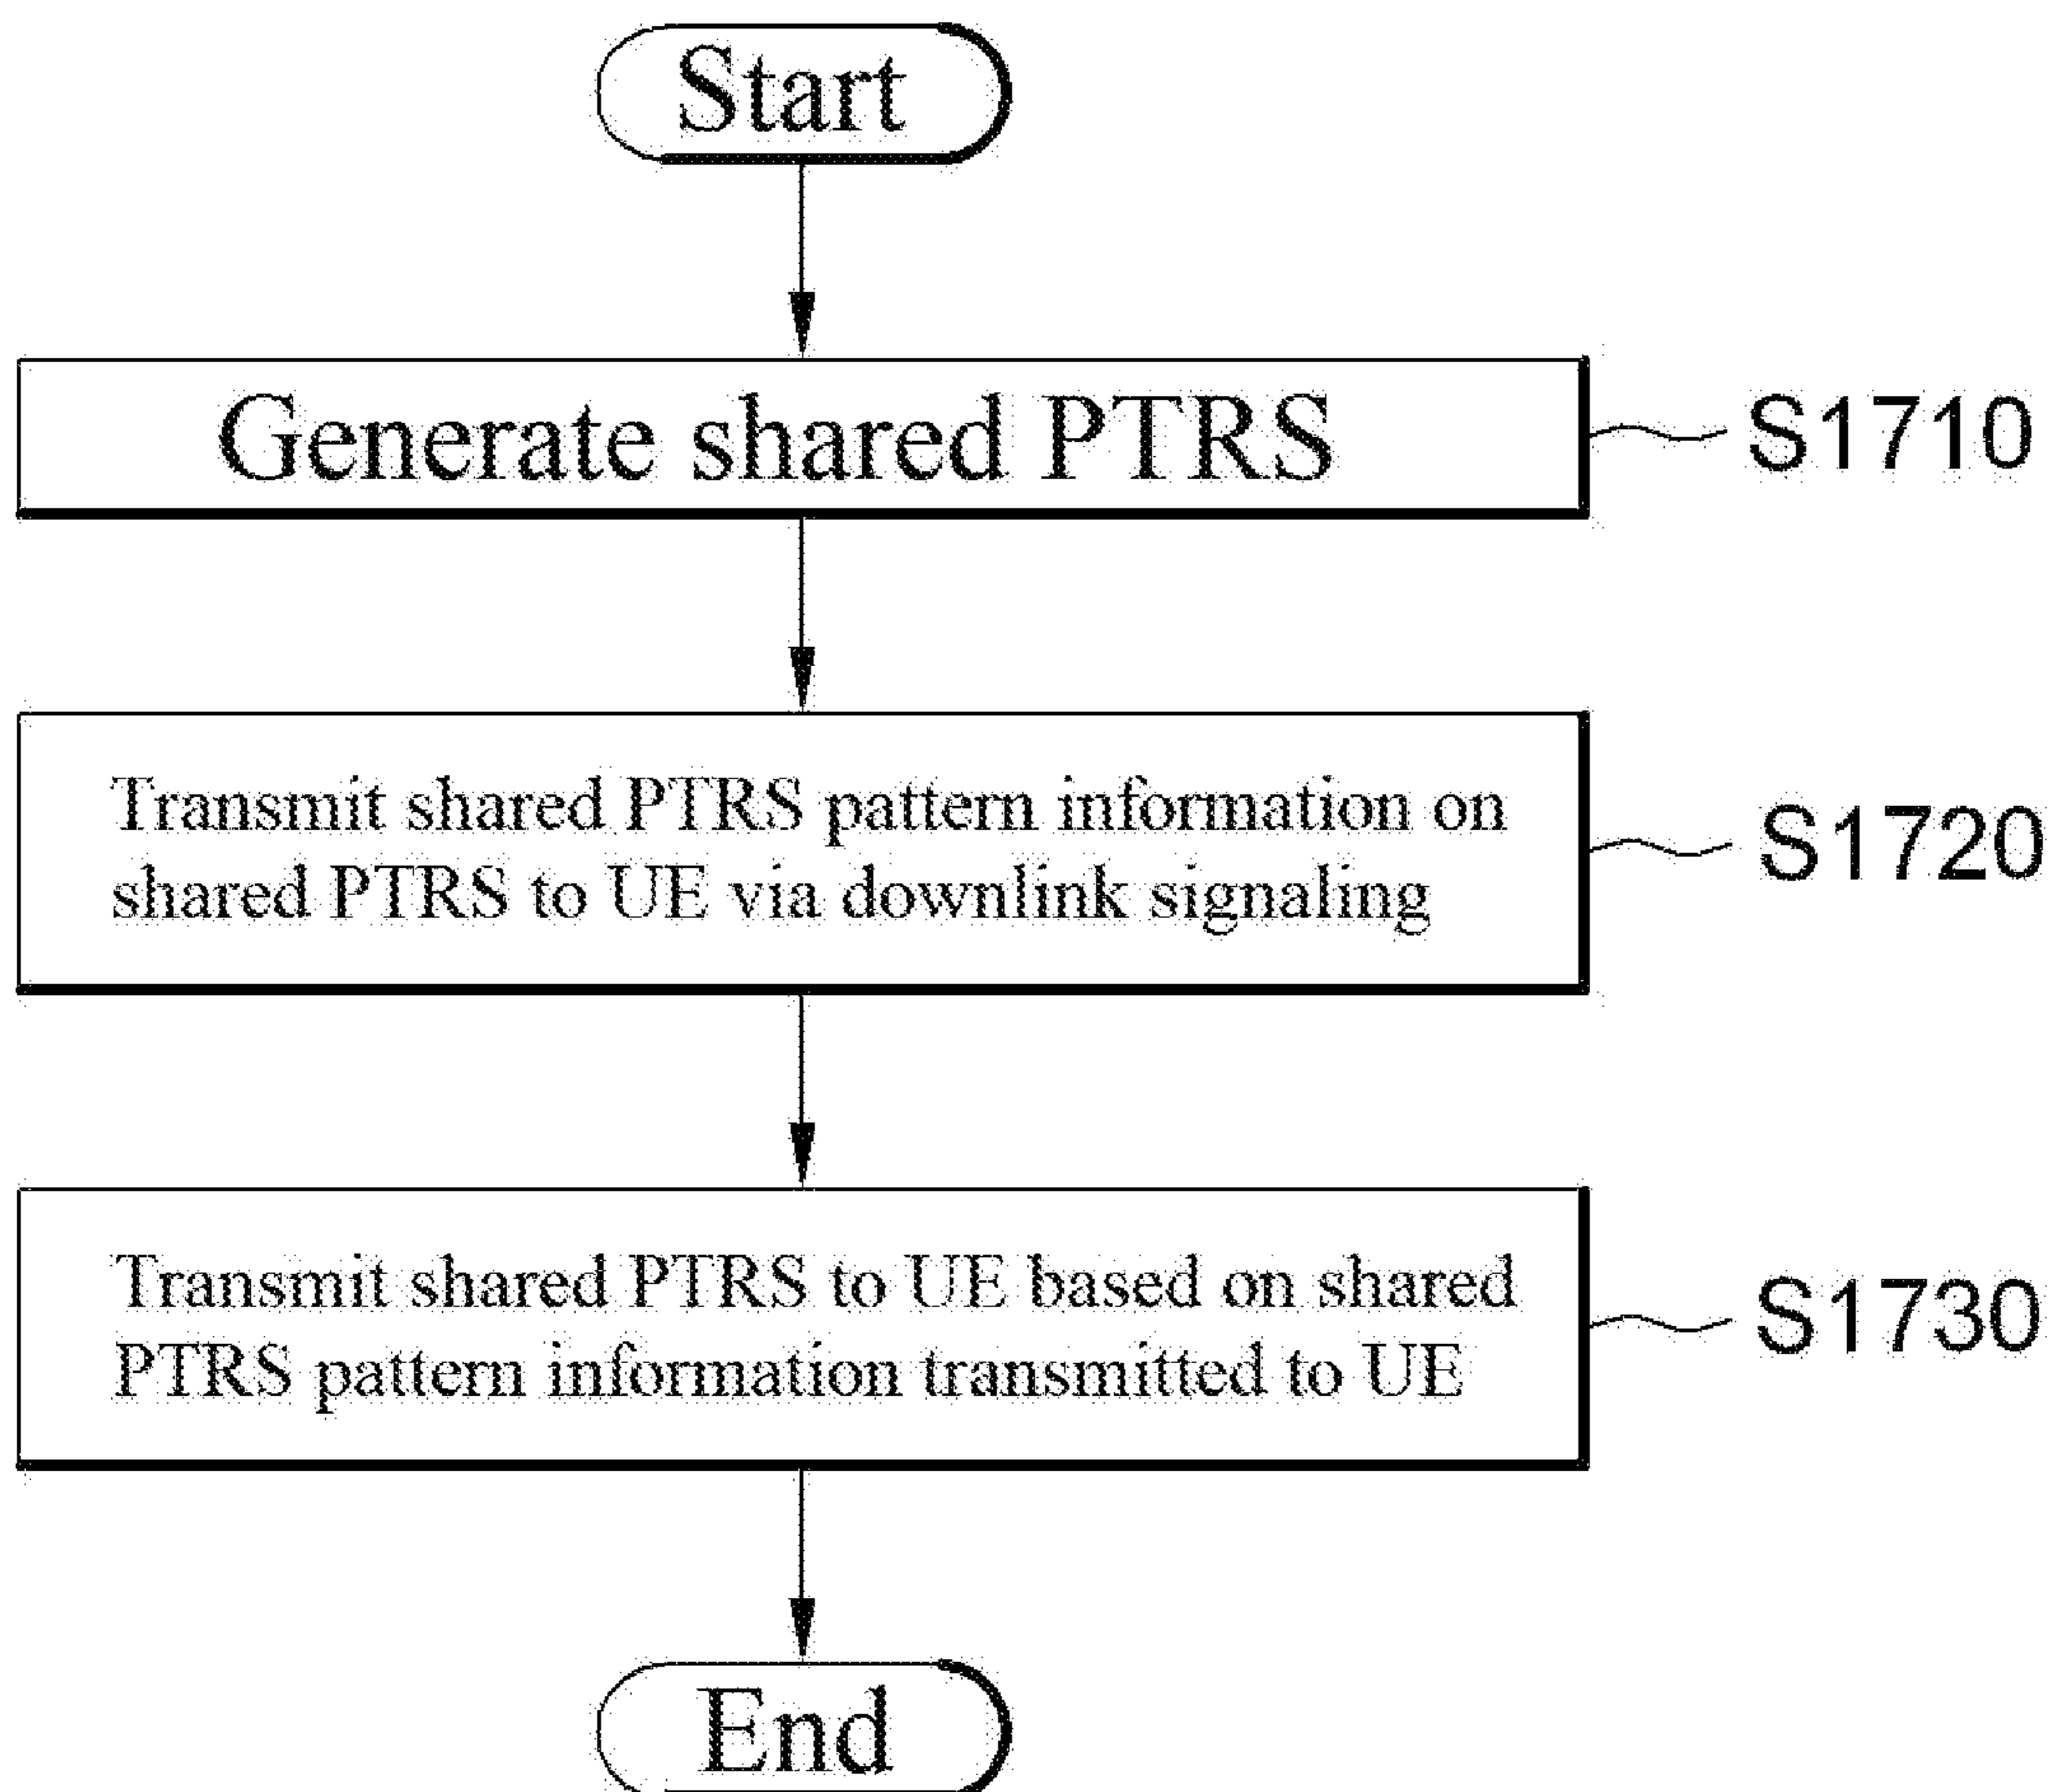 Start
Generate shared PTRS
S1710
Transmit shared PTRS pattern information on
shared PTRS to UE via downlink signaling
S1720
Transmit shared PTRS to UE based on shared
PTRS pattern information transmitted to UE
S1730
End